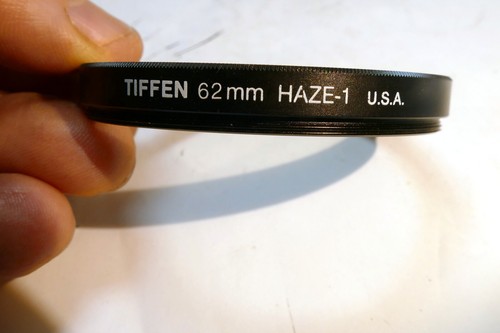 TIFFEN 62mm HAZE-1 U.S.A.